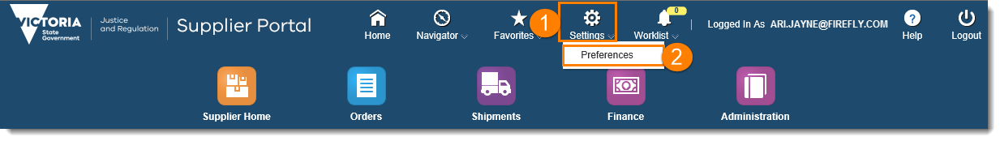 VICTORIA
State
Government
Justice
and Regulation
Supplier Portal
Home
Navigator
Favorites
1
Settings
Worklist
0
Logged In As ARI.JAYNE@FIREFLY.COM
?
Help
Logout
Preferences
2
Supplier Home
Orders
Shipments
Finance
Administration